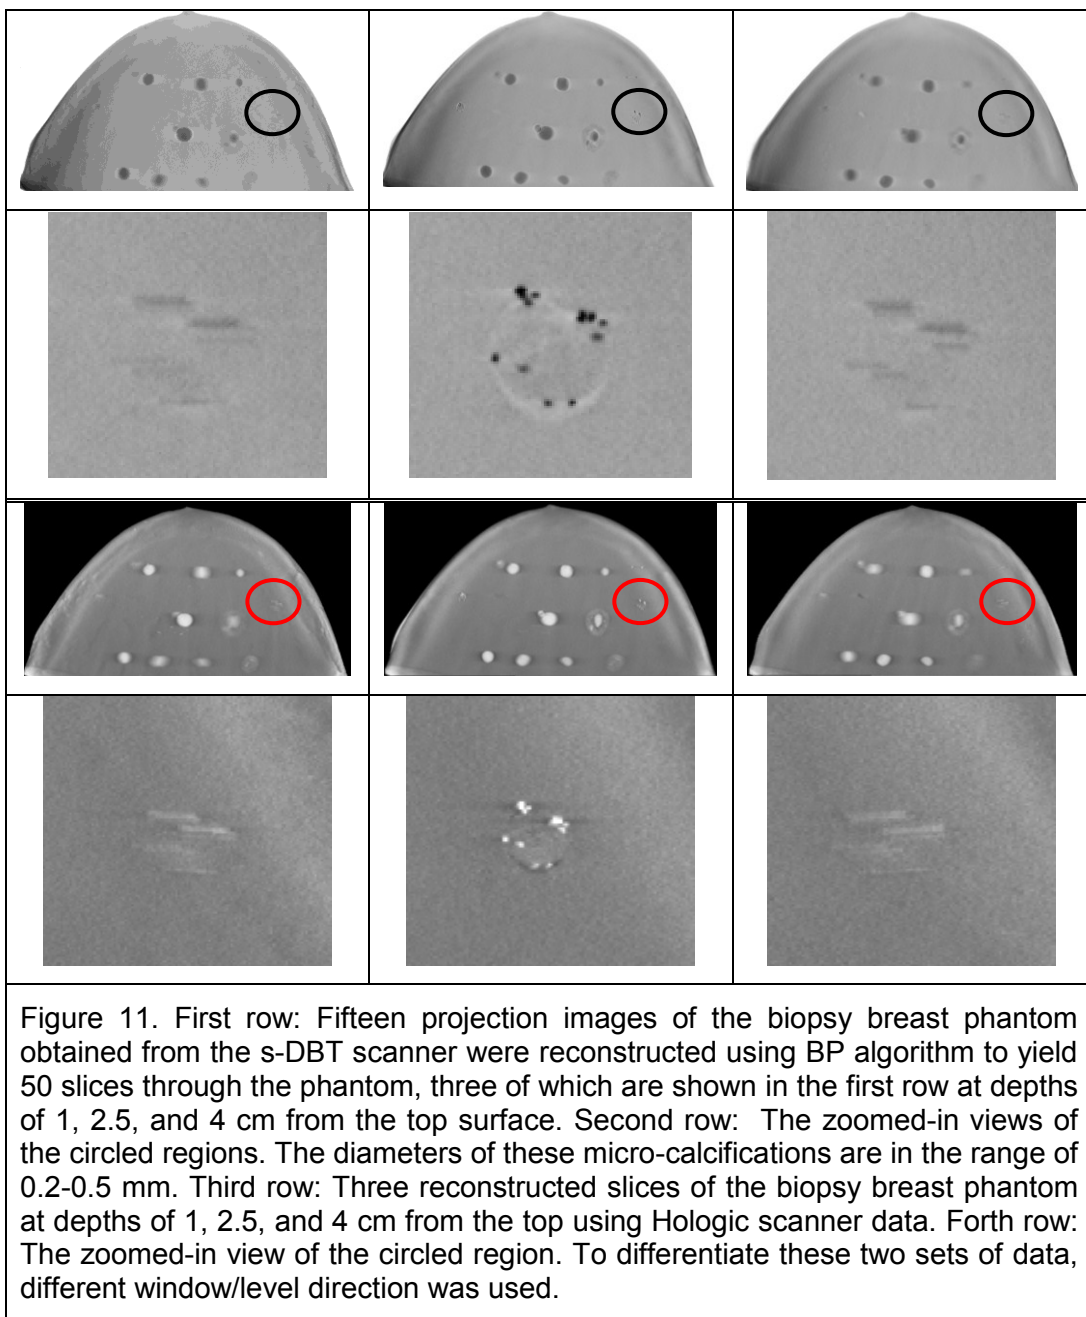 Figure 11. First row: Fifteen projection images of the biopsy breast phantom
obtained from the s-DBT scanner were reconstructed using BP algorithm to yield
50 slices through the phantom, three of which are shown in the first row at depths
of 1, 2.5, and 4 cm from the top surface. Second row: The zoomed-in views of
the circled regions. The diameters of these micro-calcifications are in the range of
0.2-0.5 mm. Third row: Three reconstructed slices of the biopsy breast phantom
at depths of 1, 2.5, and 4 cm from the top using Hologic scanner data. Forth row:
The zoomed-in view of the circled region. To differentiate these two sets of data,
different window/level direction was used.